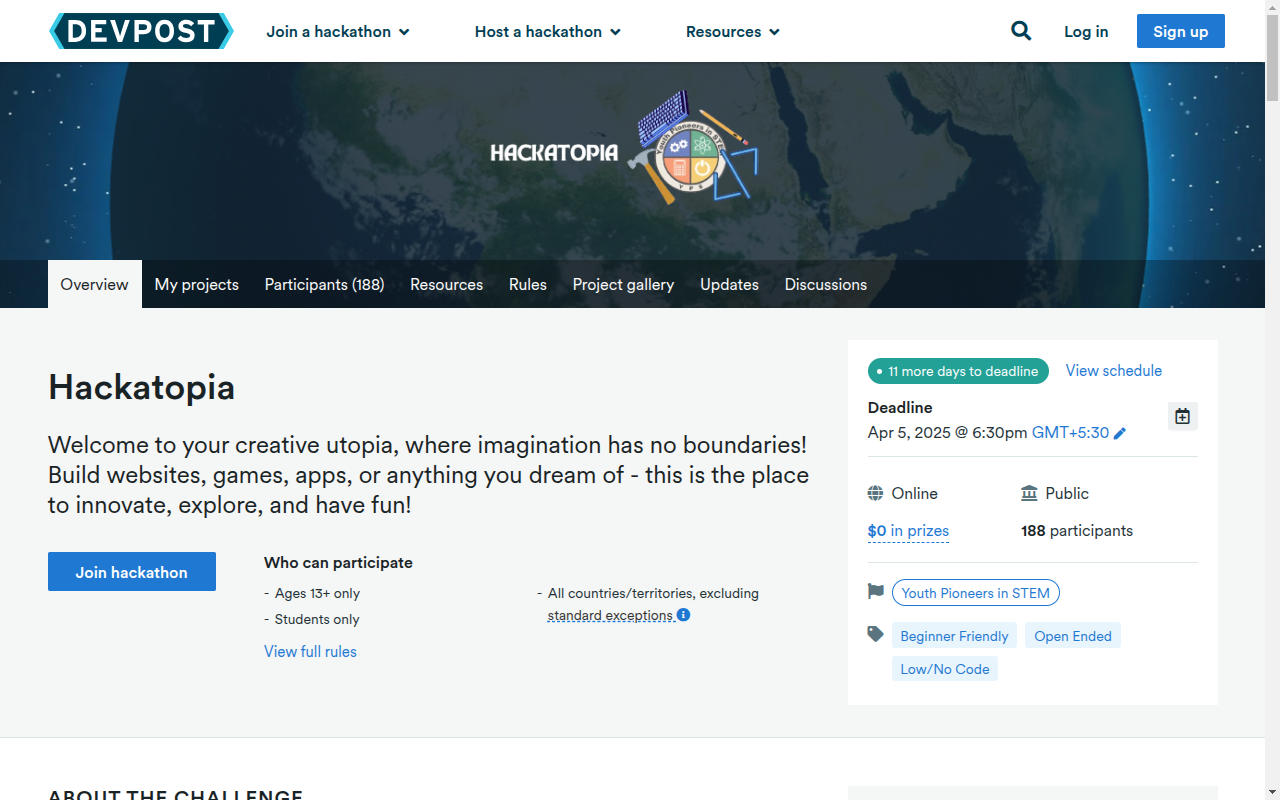 DEVPOST
Join a hackathon
Host a hackathon
Resources
Log in
Sign up
HACKATOPIA
Youth Pioneers in STEM
YPS
Overview
My projects
Participants (188)
Resources
Rules
Project gallery
Updates
Discussions
Hackatopia
Welcome to your creative utopia, where imagination has no boundaries!
Build websites, games, apps, or anything you dream of - this is the place
to innovate, explore, and have fun!
Join hackathon
Who can participate
- Ages 13+ only
- Students only
- All countries/territories, excluding
standard exceptions
View full rules
11 more days to deadline
View schedule
Deadline
Apr 5, 2025 @ 6:30pm GMT+5:30
Online
Public
$0 in prizes
188 participants
Youth Pioneers in STEM
Beginner Friendly
Open Ended
Low/No Code
ABOUT THE CHALLENGE